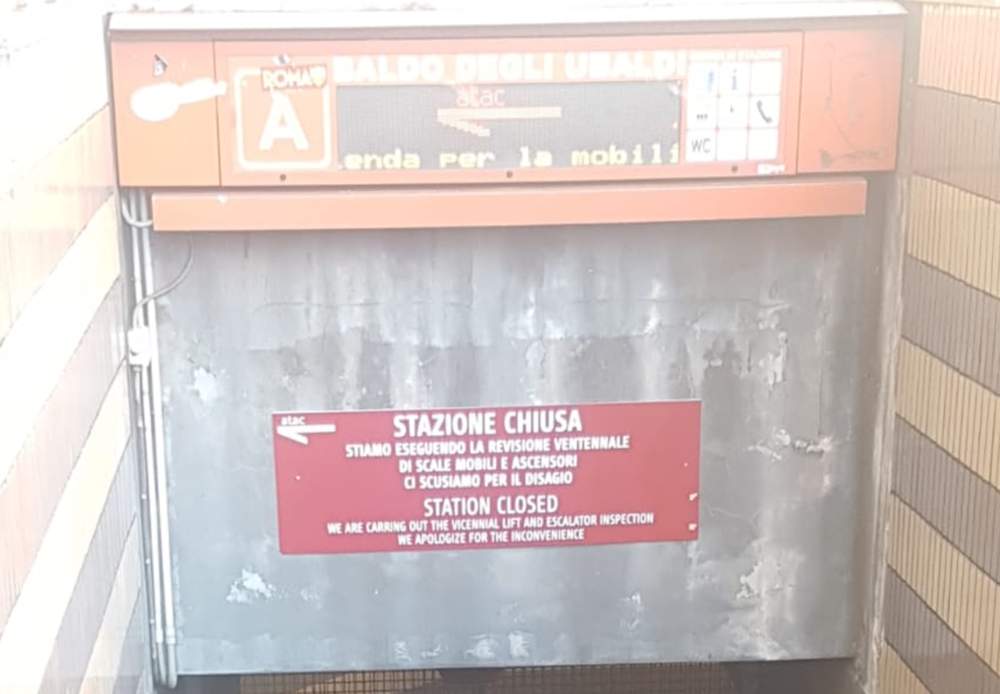 BALDO DEGLI UBALDI
ROMA
A
atac
i
WC
enda per la mobili
atac
STAZIONE CHIUSA
STIAMO ESEGUENDO LA REVISIONE VENTENNALE
DI SCALE MOBILI E ASCENSORI
CI SCUSIAMO PER IL DISAGIO
STATION CLOSED
WE ARE CARRING OUT THE VICENNIAL LIFT AND ESCALATOR INSPECTION
WE APOLOGIZE FOR THE INCONVENIENCE